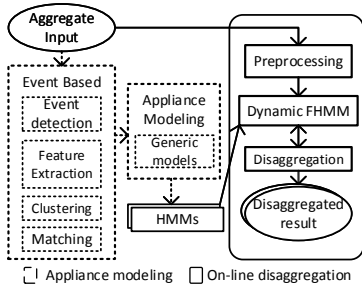 Aggregate
Input
Event Based
Event
detection
Feature
Extraction
Clustering
Matching
Appliance
Modeling
Generic
models
HMMs
Preprocessing
Dynamic FHMM
Disaggregation
Disaggregated
result
Appliance modeling
On-line disaggregation